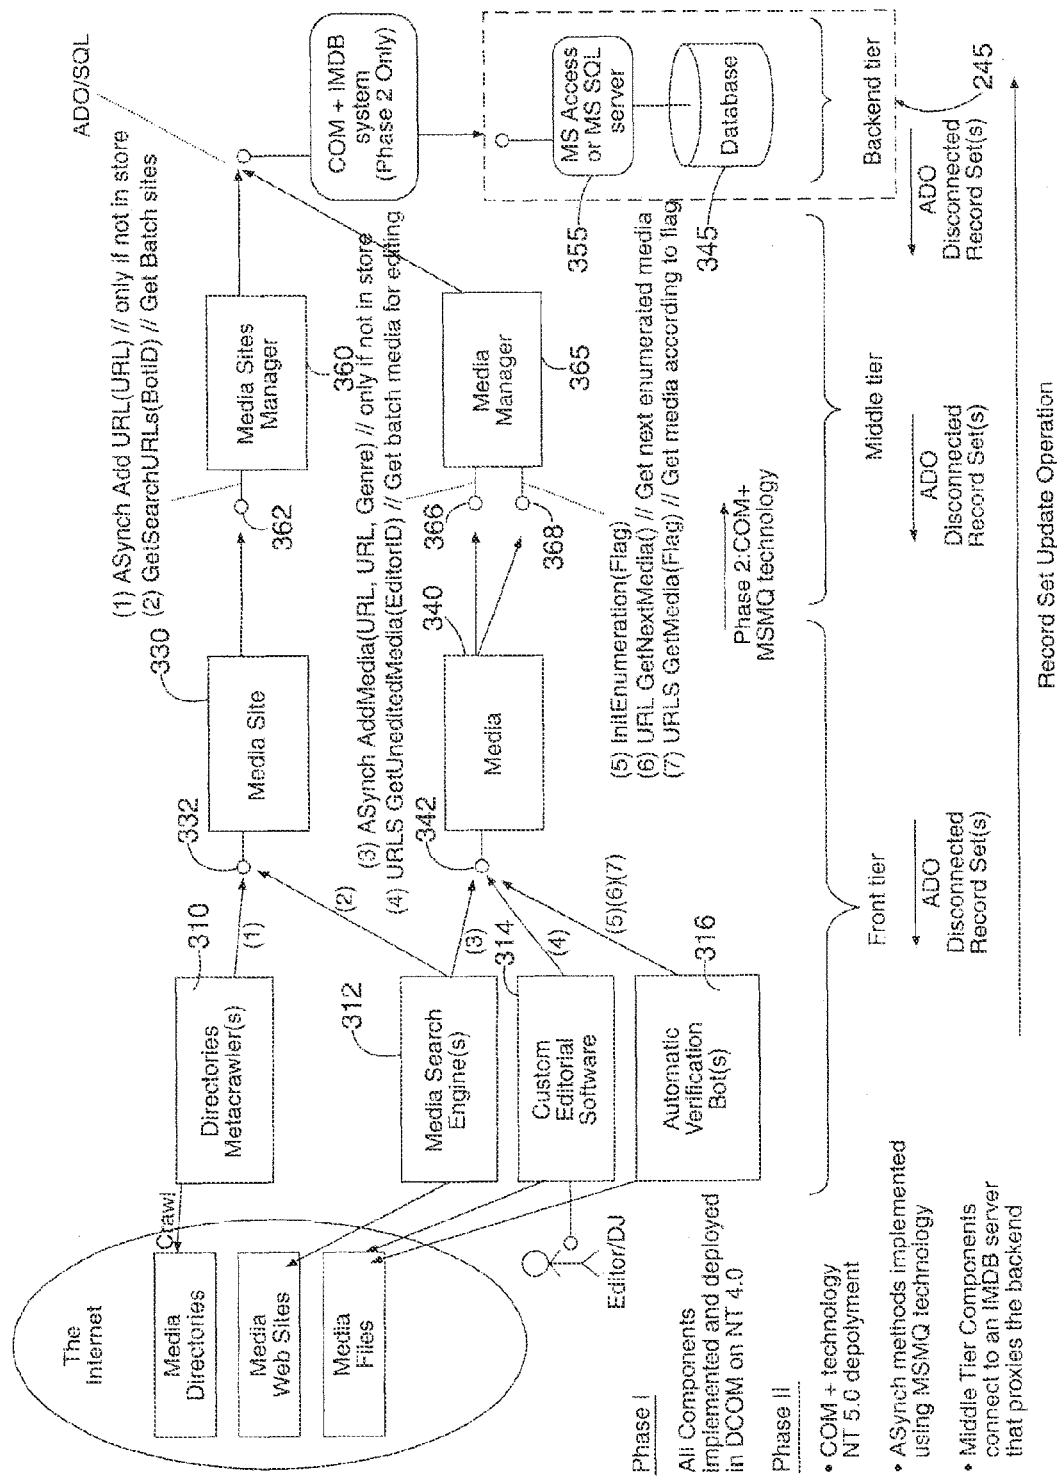 The
Internet
Media
Directories
Media
Web Sites
Media
Files
Crawl
Editor/DJ
310
Directories
Metacrawler(s)
312
Media Search
Engine(s)
314
Custom
Editorial
Software
316
Automatic
Verification
Bot(s)
(1)
(2)
(3)
(4)
(5)(6)(7)
332
330
Media Site
342
340
Media
(1) ASynch Add URL(URL) // only if not in store
(2) GetSearchURLs(BotID) // Get Batch sites
362
360
Media Sites
Manager
(3) ASynch AddMedia(URL, URL, Genre) // only if not in store
(4) URLS GetUneditedMedia(EditorID) // Get batch media for editing
366
368
365
Media
Manager
(5) InitEnumeration(Flag)
(6) URL GetNextMedia() // Get next enumerated media
(7) URLS GetMedia(Flag) // Get media according to flag
Phase 2:COM+
MSMQ technology
ADO/SQL
COM + IMDB
system
(Phase 2 Only)
355
MS Access
or MS SQL
server
345
Database
Backend tier
245
Front tier
Middle tier
ADO
Disconnected
Record Set(s)
ADO
Disconnected
Record Set(s)
ADO
Disconnected
Record Set(s)
Record Set Update Operation
Phase I
All Components
implemented and deployed
in DCOM on NT 4.0
Phase II
• COM + technology
NT 5.0 depolyment
• ASynch methods implemented
using MSMQ technology
• Middle Tier Components
connect to an IMDB server
that proxies the backend